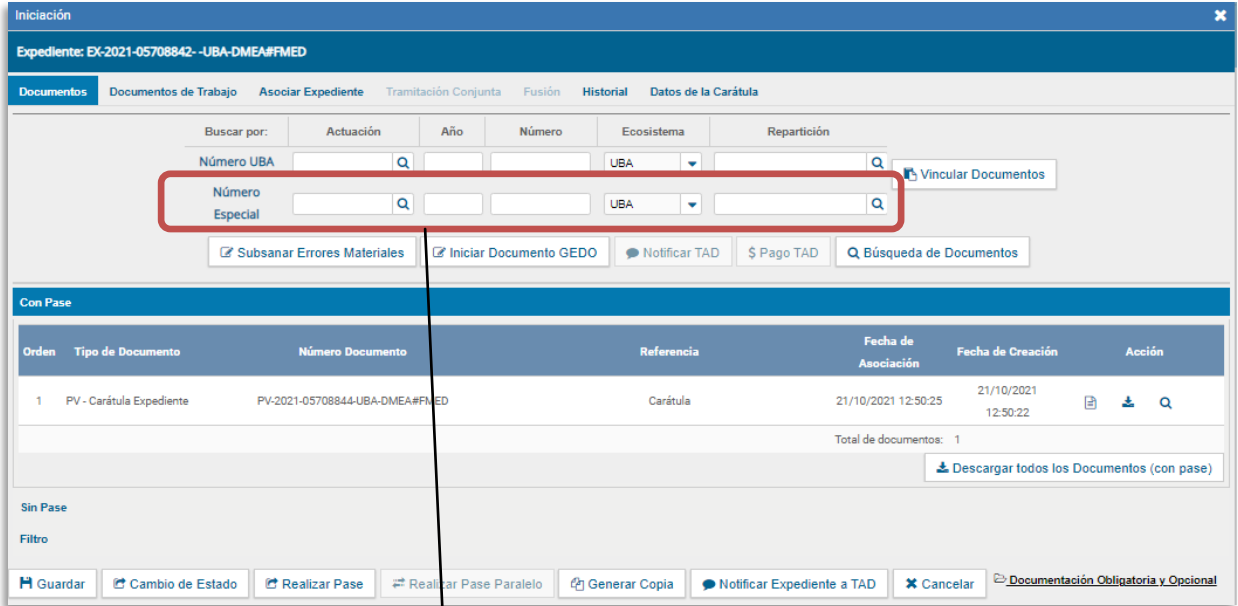 Iniciación
Expediente: EX-2021-05708842- -UBA-DMEA#FMED
Documentos Documentos de Trabajo Asociar Expediente Tramitación Conjunta Fusión Historial Datos de la Carátula
Buscar por: Actuación Año Número Ecosistema Repartición
Número UBA UBA
Vincular Documentos
Número
Especial
UBA
Subsanar Errores Materiales Iniciar Documento GEDO Notificar TAD $ Pago TAD Búsqueda de Documentos
Con Pase
Orden Tipo de Documento Número Documento Referencia Fecha de
Asociación Fecha de Creación Acción
1 PV - Carátula Expediente PV-2021-05708844-UBA-DMEA#FMED Carátula 21/10/2021 12:50:25 21/10/2021
12:50:22
Total de documentos: 1
Descargar todos los Documentos (con pase)
Sin Pase
Filtro
Guardar Cambio de Estado Realizar Pase Realizar Pase Paralelo Generar Copia Notificar Expediente a TAD Cancelar Documentación Obligatoria y Opcional